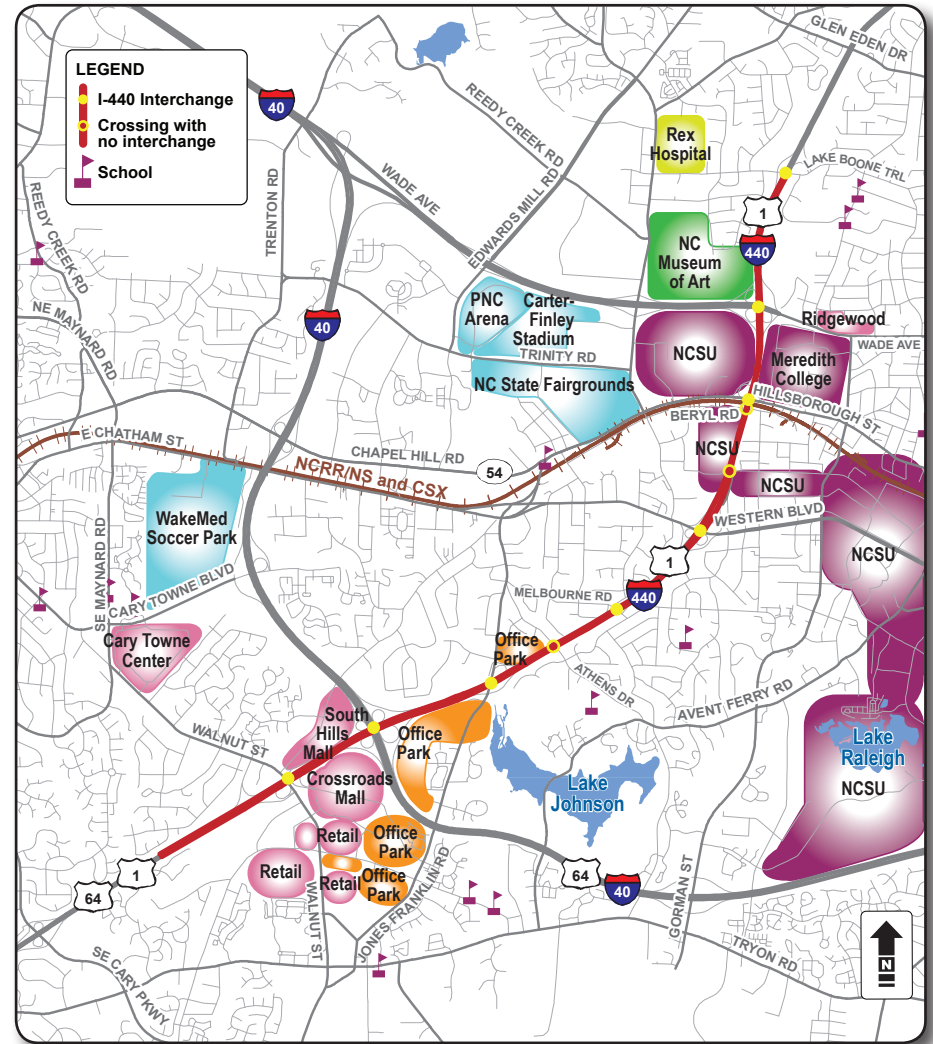 GLEN EDEN DR
LEGEND
I-440 Interchange
Crossing with
no interchange
School
40
REEDY CREEK RD
Rex
Hospital
LAKE BOONE TRL
WADE AVE
TRENTON RD
EDWARDS MILL RD
1
440
REEDY CREEK RD
NC
Museum
of Art
PNC
Arena
Carter-
Finley
Stadium
40
NE MAYNARD RD
Ridgewood
WADE AVE
TRINITY RD
NCSU
Meredith
College
NC State Fairgrounds
HILLSBOROUGH ST
BERYL RD
E CHATHAM ST
CHAPEL HILL RD
54
NCRR/NS and CSX
NCSU
NCSU
WESTERN BLVD
WakeMed
Soccer Park
SE MAYNARD RD
NCSU
1
CARY TOWNE BLVD
440
MELBOURNE RD
Cary Towne
Center
Office
Park
ATHENS DR
AVENT FERRY RD
WALNUT ST
South
Hills
Mall
Office
Park
Lake
Raleigh
Crossroads
Mall
Lake
Johnson
NCSU
Retail
Office
Park
Retail
Retail
Office
Park
1
64
64
40
WALNUT ST
JONES FRANKLIN RD
GORMAN ST
TRYON RD
SE CARY PKWY
N